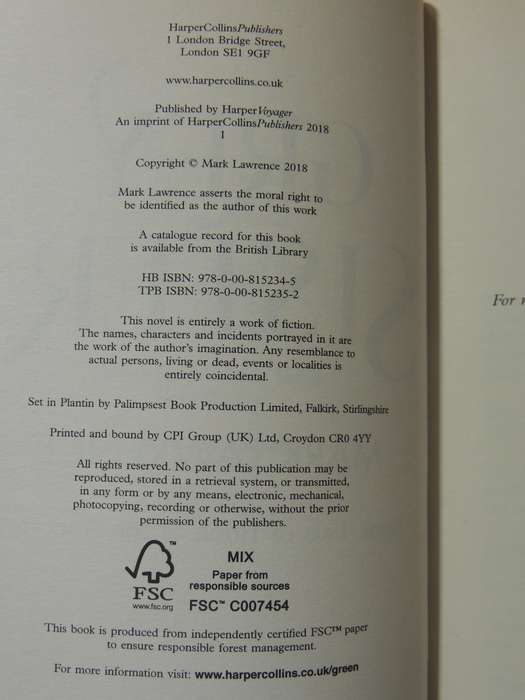 HarperCollinsPublishers
1 London Bridge Street,
London SE1 9GF
www.harpercollins.co.uk
Published by HarperVoyager
An imprint of HarperCollinsPublishers 2018
1
Copyright © Mark Lawrence 2018
Mark Lawrence asserts the moral right to
be identified as the author of this work
A catalogue record for this book
is available from the British Library
HB ISBN: 978-0-00-815234-5
TPB ISBN: 978-0-00-815235-2
This novel is entirely a work of fiction.
The names, characters and incidents portrayed in it are
the work of the author's imagination. Any resemblance to
actual persons, living or dead, events or localities is
entirely coincidental.
Set in Plantin by Palimpsest Book Production Limited, Falkirk, Stirlingshire
Printed and bound by CPI Group (UK) Ltd, Croydon CR0 4YY
All rights reserved. No part of this publication may be
reproduced, stored in a retrieval system, or transmitted,
in any form or by any means, electronic, mechanical,
photocopying, recording or otherwise, without the prior
permission of the publishers.
™
FSC
www.fsc.org
MIX
Paper from
responsible sources
FSC™ C007454
This book is produced from independently certified FSC™ paper
to ensure responsible forest management.
For more information visit: www.harpercollins.co.uk/green
For